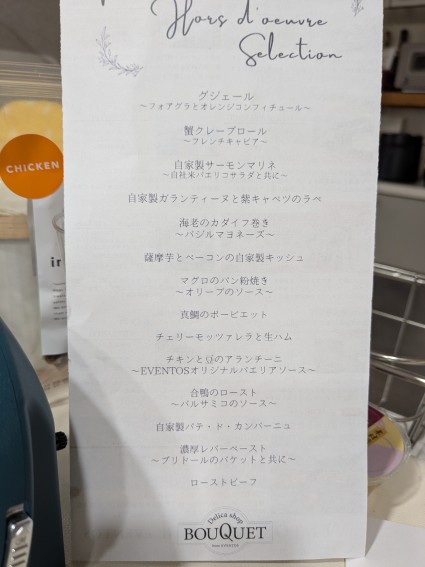 Hors d'oeuvre
Selection
グジェール
〜フォアグラとオレンジコンフィチュール〜
蟹クレープロール
〜フレンチキャビア〜
自家製サーモンマリネ
〜自社米パエリコサラダと共に〜
自家製ガランティーヌと紫キャベツのラペ
海老のカダイフ巻き
〜バジルマヨネーズ〜
薩摩芋とベーコンの自家製キッシュ
マグロのパン粉焼き
〜オリーブのソース〜
真鯛のポーピエット
チェリーモッツァレラと生ハム
チキンと豆のアランチーニ
〜EVENTOSオリジナルパエリアソース〜
合鴨のロースト
〜バルサミコのソース〜
自家製パテ・ド・カンパーニュ
濃厚レバーペースト
〜ブリドールのバケットと共に〜
ローストビーフ
Delica shop
BOUQUET
from EVENTOS
CHICKEN
ir